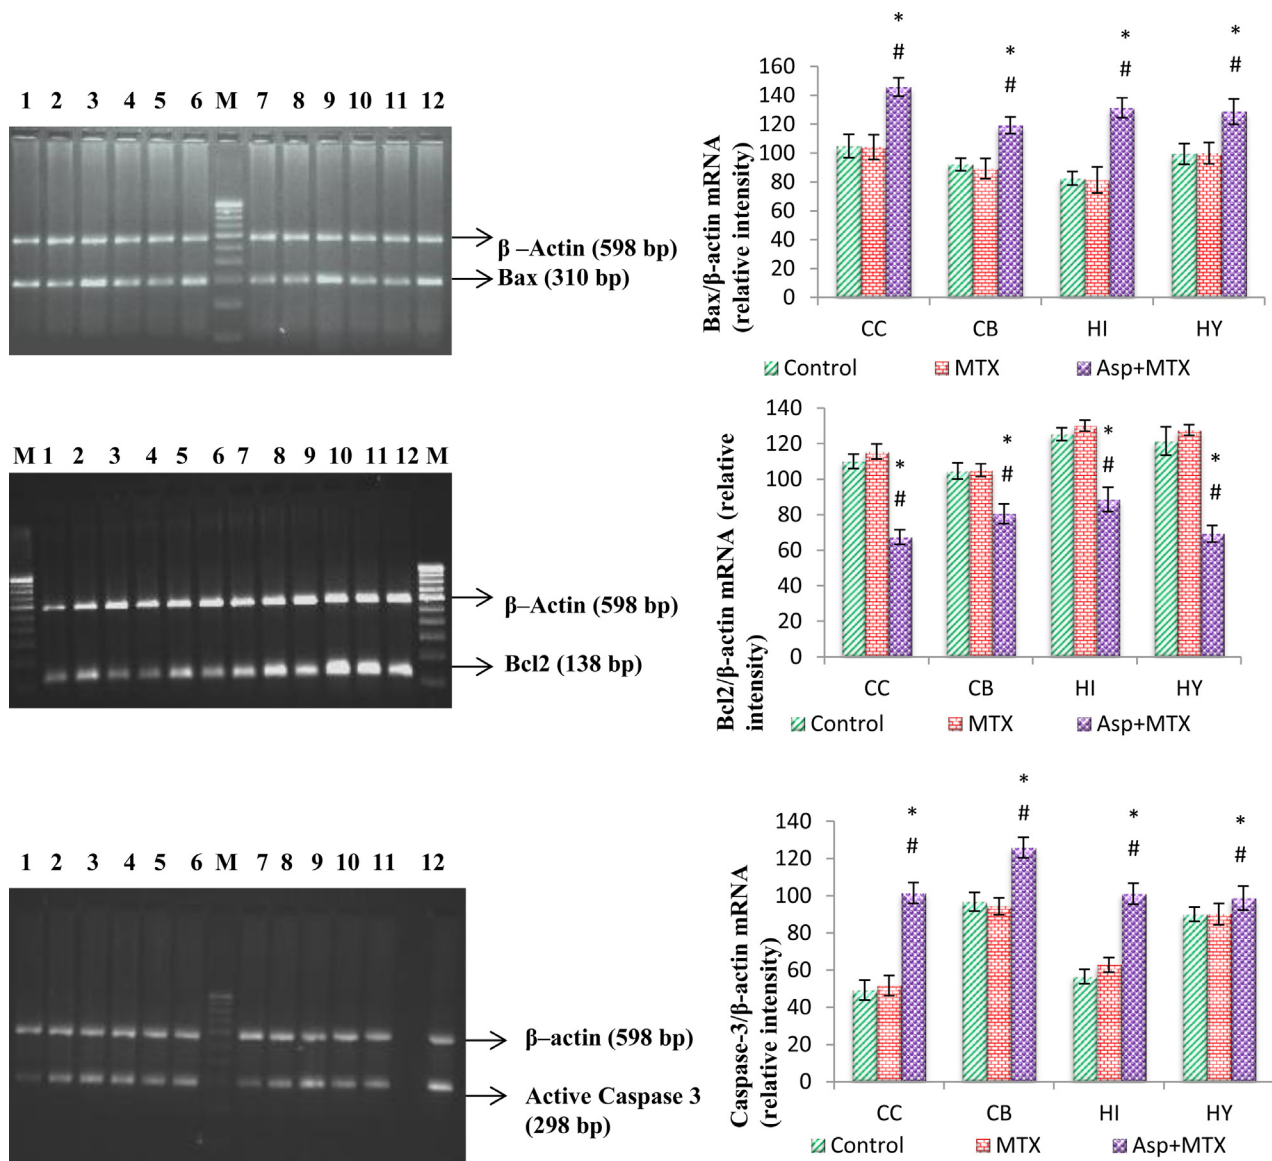 1 2 3 4 5 6 M 7 8 9 10 11 12
β –Actin (598 bp)
Bax (310 bp)
* * * *
# # # #
Bax/β-actin mRNA
(relative intensity)
160
140
120
100
80
60
40
20
0
CC CB HI HY
Control MTX Asp+MTX
M 1 2 3 4 5 6 7 8 9 10 11 12 M
β–Actin (598 bp)
Bcl2 (138 bp)
Bcl2/β-actin mRNA (relative
intensity)
140
120
100
80
60
40
20
0
* * * *
# # # #
CC CB HI HY
Control MTX Asp+MTX
1 2 3 4 5 6 M 7 8 9 10 11 12
β–actin (598 bp)
Active Caspase 3
(298 bp)
Caspase-3/β-actin mRNA
(relative intensity)
140
120
100
80
60
40
20
0
* * * *
# # # #
CC CB HI HY
Control MTX Asp+MTX